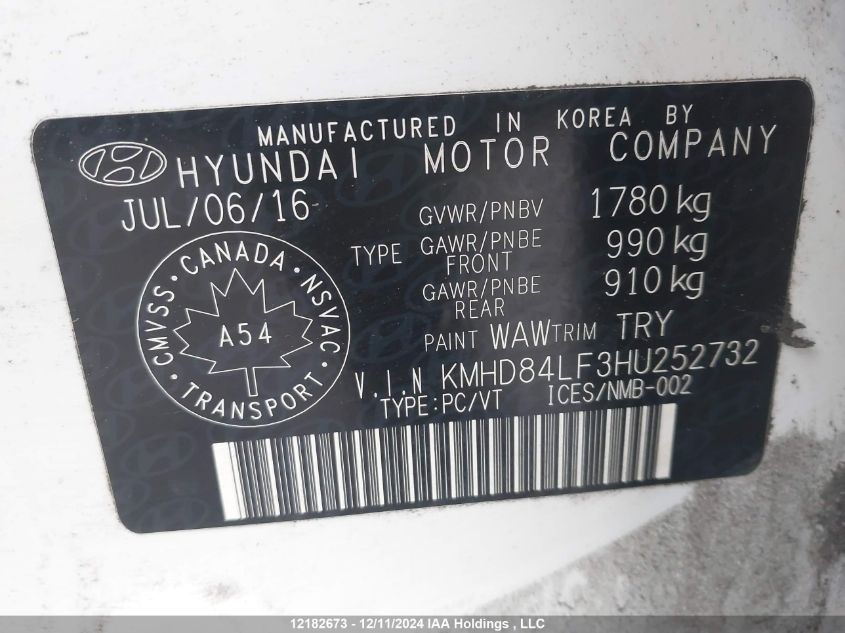 MANUFACTURED IN KOREA BY
HYUNDAI MOTOR COMPANY
JUL/06/16
GVWR/PNBV 1780 kg
TYPE GAWR/PNBE FRONT 990 kg
GAWR/PNBE REAR 910 kg
PAINT WAW TRIM TRY
CMVSS · CANADA · NSVAC · TRANSPORT ·
A54
V.I.N KMHD84LF3HU252732
TYPE:PC/VT ICES/NMB-002
12182673 - 12/11/2024 IAA Holdings , LLC